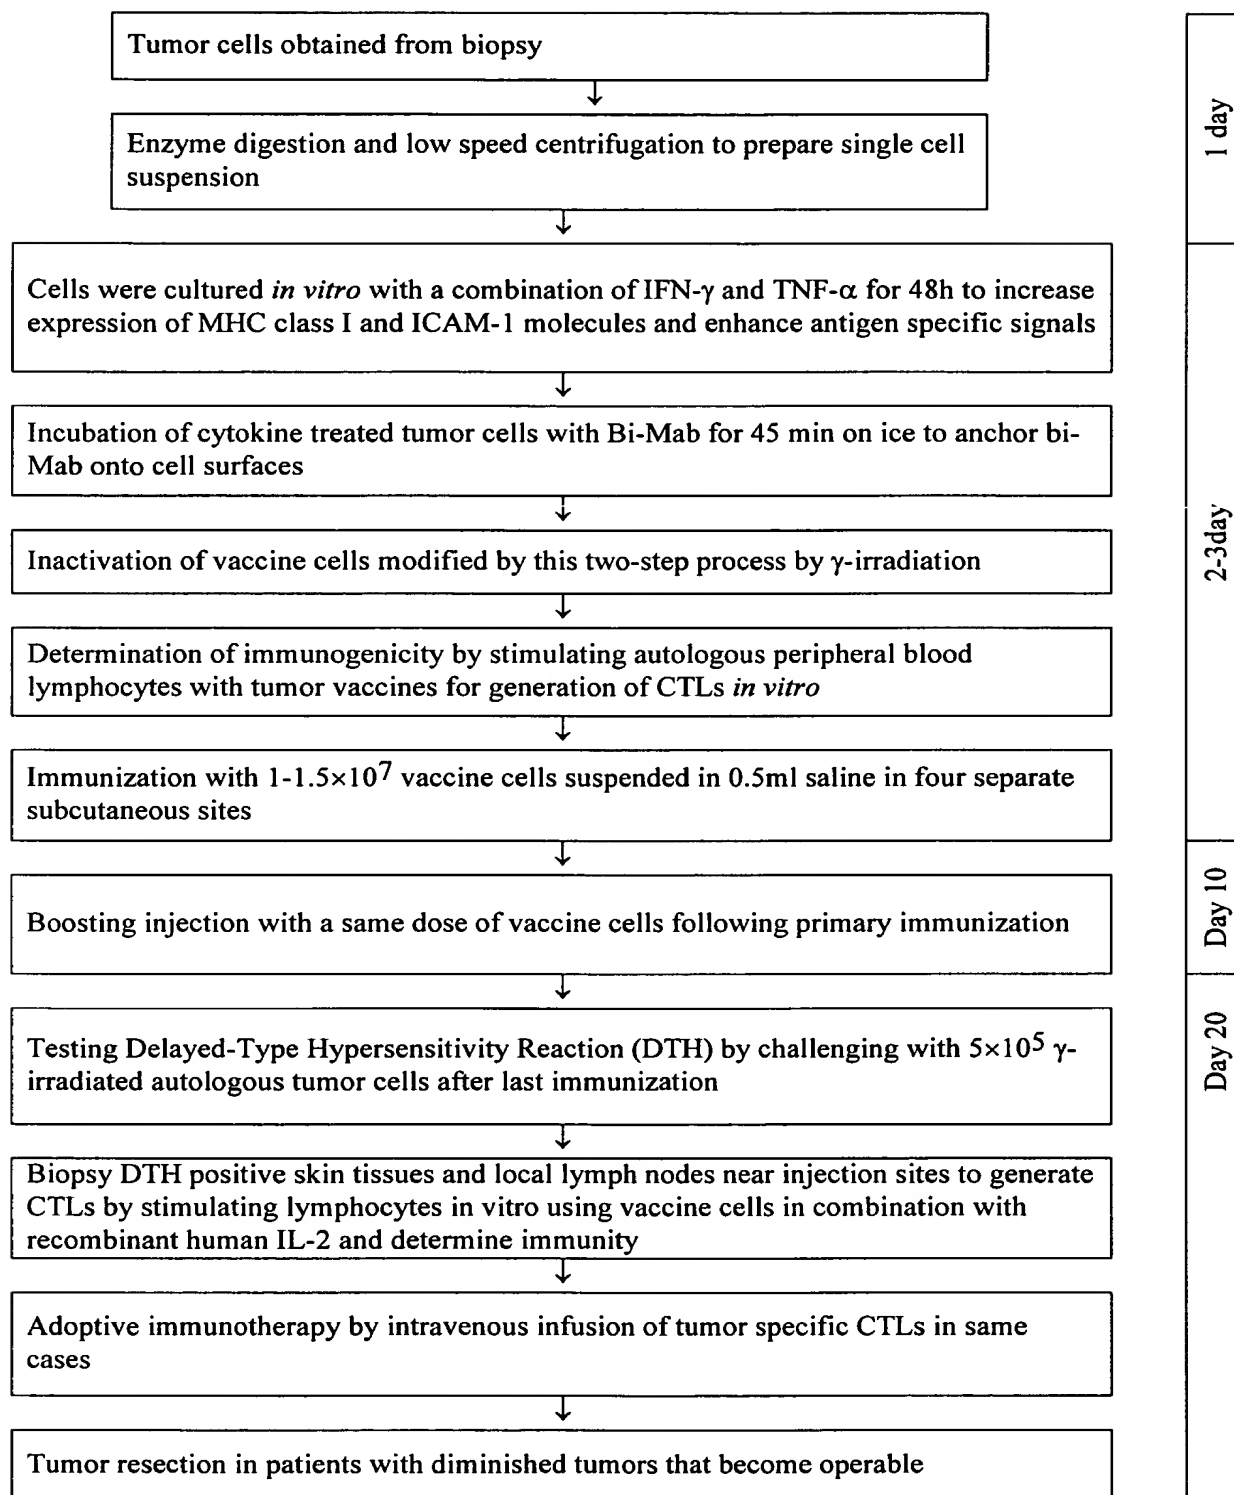 Tumor cells obtained from biopsy
Enzyme digestion and low speed centrifugation to prepare single cell
suspension
1 day
Cells were cultured in vitro with a combination of IFN-γ and TNF-α for 48h to increase
expression of MHC class I and ICAM-1 molecules and enhance antigen specific signals
Incubation of cytokine treated tumor cells with Bi-Mab for 45 min on ice to anchor bi-
Mab onto cell surfaces
Inactivation of vaccine cells modified by this two-step process by γ-irradiation
Determination of immunogenicity by stimulating autologous peripheral blood
lymphocytes with tumor vaccines for generation of CTLs in vitro
Immunization with 1-1.5×10⁷ vaccine cells suspended in 0.5ml saline in four separate
subcutaneous sites
2-3day
Boosting injection with a same dose of vaccine cells following primary immunization
Day 10
Testing Delayed-Type Hypersensitivity Reaction (DTH) by challenging with 5×10⁵ γ-
irradiated autologous tumor cells after last immunization
Biopsy DTH positive skin tissues and local lymph nodes near injection sites to generate
CTLs by stimulating lymphocytes in vitro using vaccine cells in combination with
recombinant human IL-2 and determine immunity
Adoptive immunotherapy by intravenous infusion of tumor specific CTLs in same
cases
Tumor resection in patients with diminished tumors that become operable
Day 20